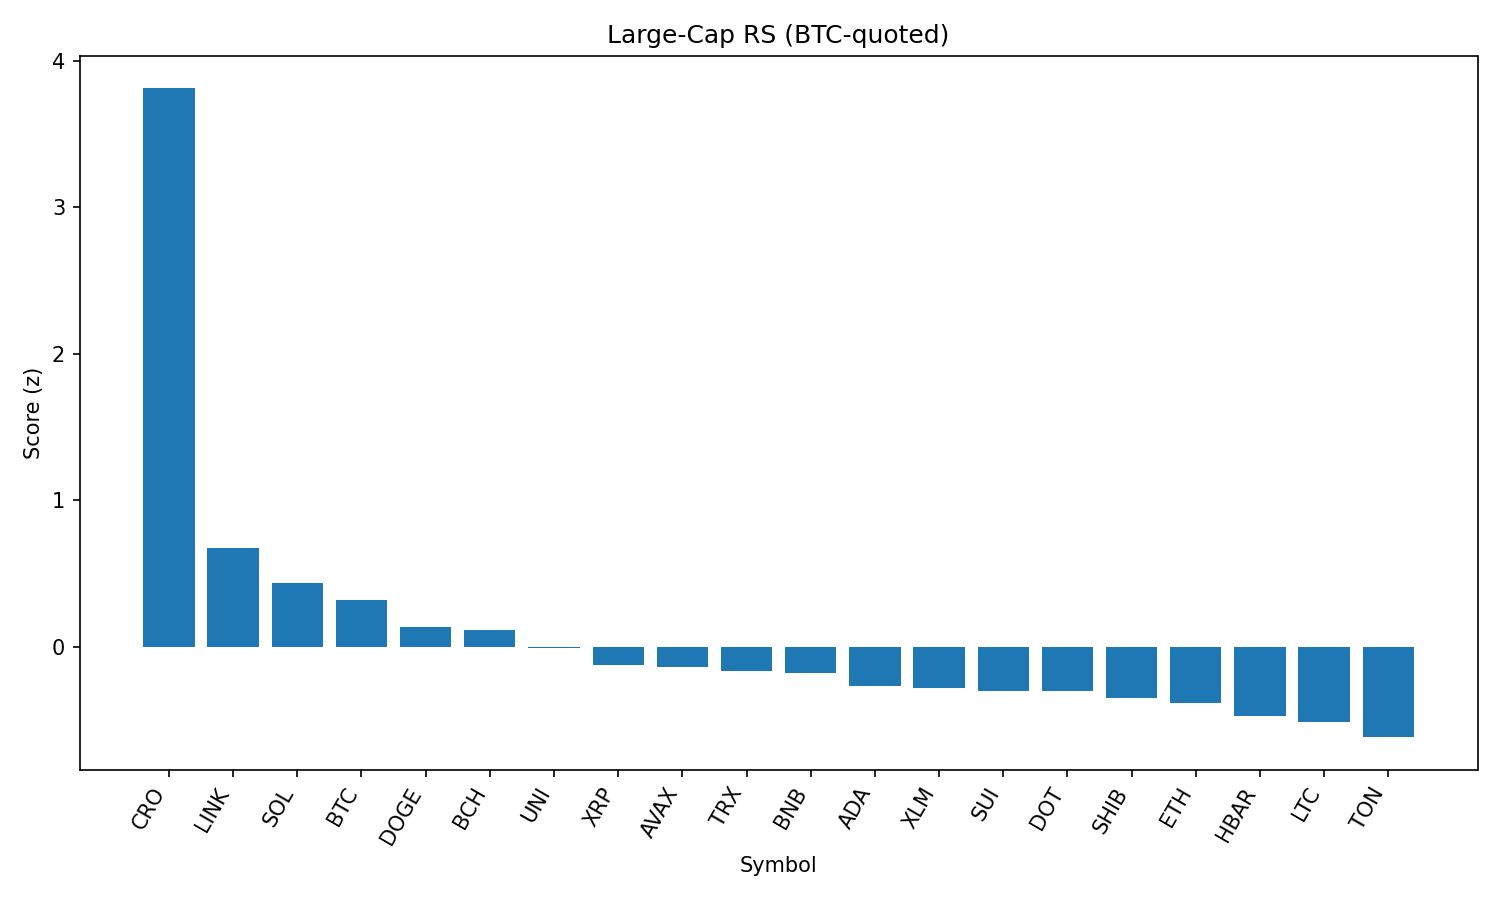 Large-Cap RS (BTC-quoted)
4
3
2
1
0
Score (z)
CRO
LINK
SOL
BTC
DOGE
BCH
UNI
XRP
AVAX
TRX
BNB
ADA
XLM
SUI
DOT
SHIB
ETH
HBAR
LTC
TON
Symbol